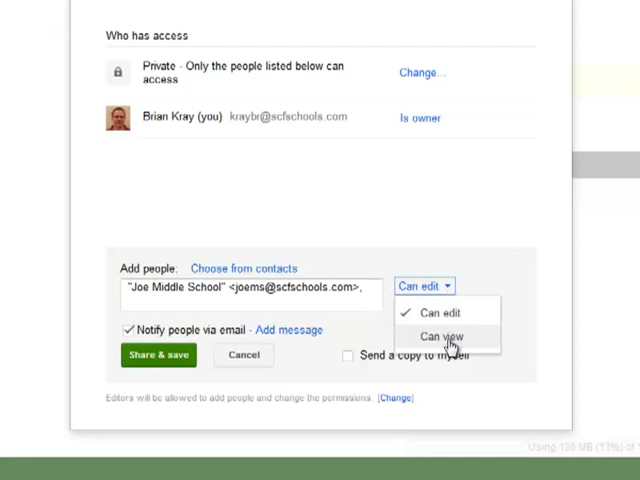 Who has access
Private - Only the people listed below can
access
Change...
Brian Kray (you) kraybr@scfschools.com
Is owner
Add people: Choose from contacts
"Joe Middle School" <joems@scfschools.com>,
Can edit
Can edit
Can view
Notify people via email - Add message
Share & save
Cancel
Send a copy to myself
Editors will be allowed to add people and change the permissions. [Change]
Using 130 MB (13%) of